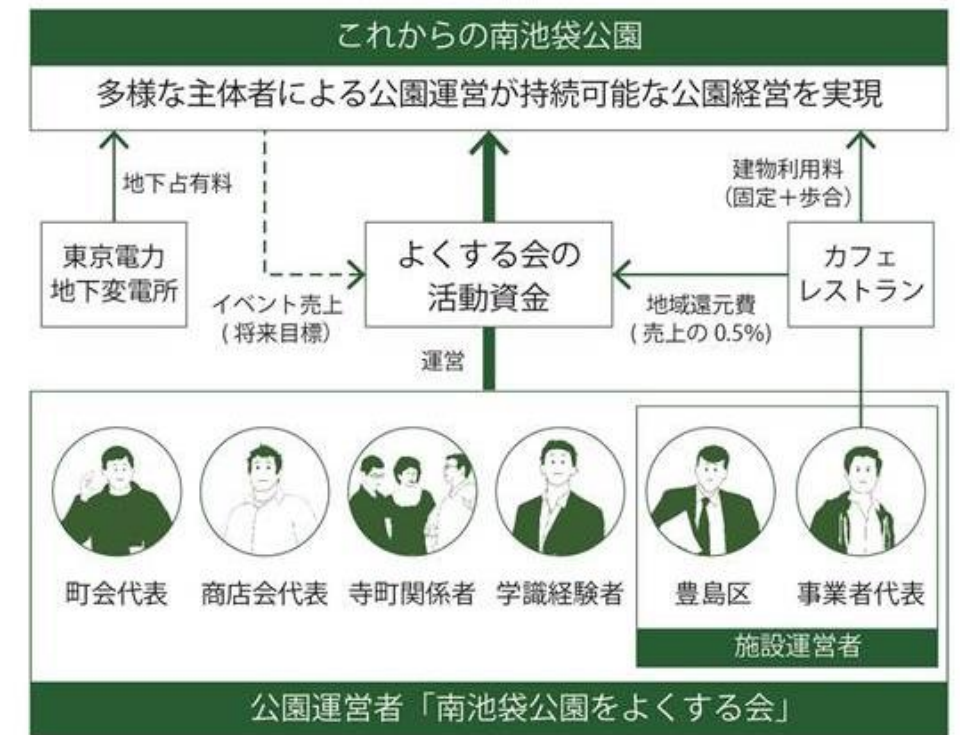 これからの南池袋公園
多様な主体者による公園運営が持続可能な公園経営を実現
地下占有料
建物利用料
（固定＋歩合）
東京電力
地下変電所
よくする会の
活動資金
カフェ
レストラン
イベント売上
( 将来目標）
地域還元費
( 売上の 0.5%)
運営
町会代表
商店会代表
寺町関係者
学識経験者
豊島区
事業者代表
施設運営者
公園運営者「南池袋公園をよくする会」